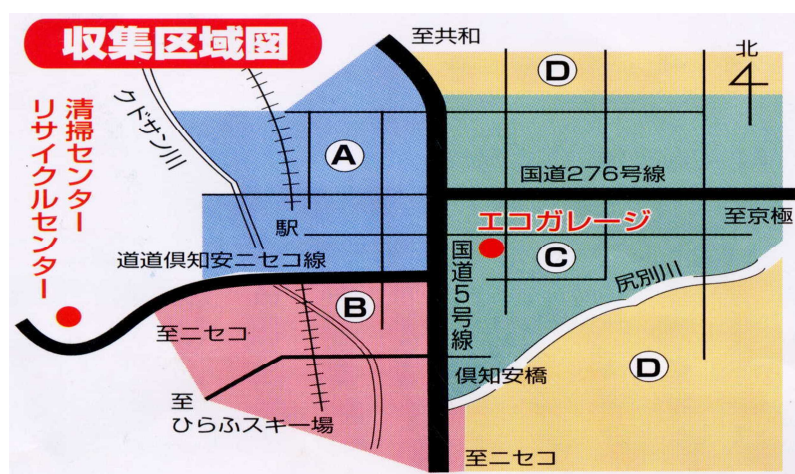 収集区域図
至共和
北
D
クドサン川
清掃センター
リサイクルセンター
A
国道276号線
駅
エコガレージ
至京極
道道倶知安ニセコ線
国道5号線
C
尻別川
B
至ニセコ
倶知安橋
D
至
ひらふスキー場
至ニセコ